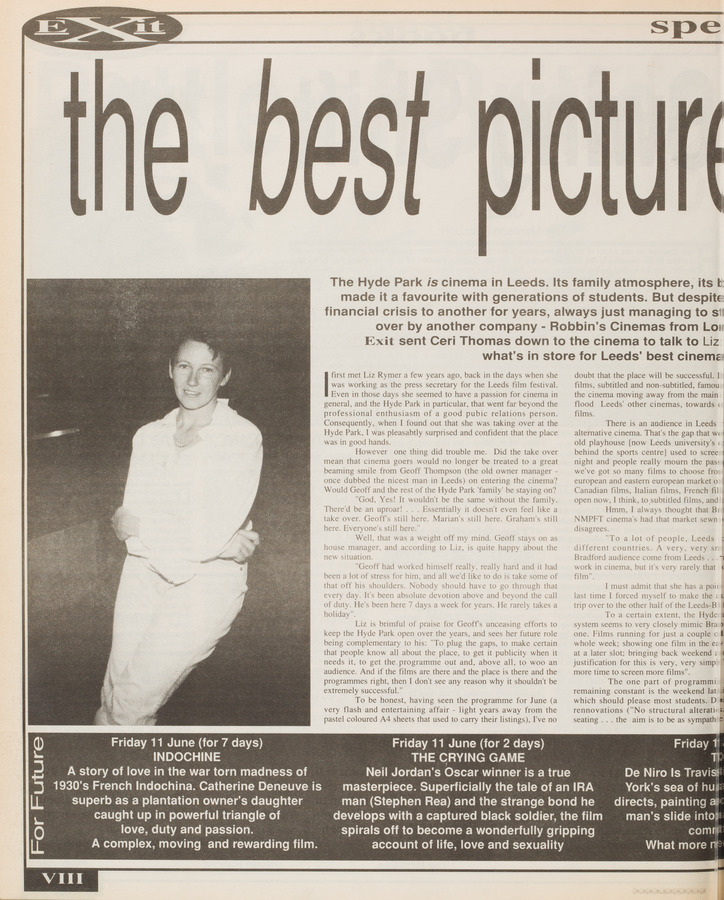 EXit
spe
the best picture
The Hyde Park is cinema in Leeds. Its family atmosphere, its
made it a favourite with generations of students. But despite
financial crisis to another for years, always just managing to
over by another company - Robbin's Cinemas from
Exit sent Ceri Thomas down to the cinema to talk to Liz
what's in store for Leeds' best cinema
I first met Liz Rymer a few years ago, back in the days when she
was working as the press secretary for the Leeds film festival.
Even in those days she seemed to have a passion for cinema in
general, and the Hyde Park in particular, that went far beyond the
professional enthusiasm of a good pubic relations person.
Consequently, when I found out that she was taking over at the
Hyde Park, I was pleasabtly surprised and confident that the place
was in good hands.
However one thing did trouble me. Did the take over
mean that cinema goers would no longer be treated to a great
beaming smile from Geoff Thompson (the old owner manager -
once dubbed the nicest man in Leeds) on entering the cinema?
Would Geoff and the rest of the Hyde Park 'family' be staying on?
"God, Yes! It wouldn't be the same without the family.
There'd be an uproar! . . . Essentially it doesn't even feel like a
take over. Geoff's still here. Marian's still here. Graham's still
here. Everyone's still here."
Well, that was a weight off my mind. Geoff stays on as
house manager, and according to Liz, is quite happy about the
new situation.
"Geoff had worked himself really, really hard and it had
been a lot of stress for him, and all we'd like to do is take some of
that off his shoulders. Nobody should have to go through that
every day. It's been absolute devotion above and beyond the call
of duty. He's been here 7 days a week for years. He rarely takes a
holiday".
Liz is brimful of praise for Geoff's unceasing efforts to
keep the Hyde Park open over the years, and sees her future role
being complementary to his: "To plug the gaps, to make certain
that people know all about the place, to get it publicity when it
needs it, to get the programme out and, above all, to woo an
audience. And if the films are there and the place is there and the
programmes right, then I don't see any reason why it shouldn't be
extremely successful."
To be honest, having seen the programme for June (a
very flash and entertaining affair - light years away from the
pastel coloured A4 sheets that used to carry their listings), I've no
doubt that the place will be successful.
films, subtitled and non-subtitled, famou
the cinema moving away from the main
flood Leeds' other cinemas, towards
films.
There is an audience in Leeds
alternative cinema. That's the gap that
old playhouse [now Leeds university's
behind the sports centre] used to scree
night and people really mourn the pas
we've got so many films to choose fro
european and eastern european market
Canadian films, Italian films, French fil
open now, I think, to subtitled films, and
Hmm, I always thought that
NMPFT cinema's had that market sewn
disagrees.
"To a lot of people, Leeds
different countries. A very, very
Bradford audience come from Leeds . .
work in cinema, but it's very rarely that
film".
I must admit that she has a
last time I forced myself to make the
trip over to the other half of the Leeds-B
To a certain extent, the Hyde
system seems to very closely mimic
one. Films running for just a couple
whole week; showing one film in the
at a later slot; bringing back weekend
justification for this is very, very simp
more time to screen more films".
The one part of programmi
remaining constant is the weekend
which should please most students.
rennovations ("No structural alterati
seating . . . the aim is to be as sympath
For Future
Friday 11 June (for 7 days)
INDOCHINE
A story of love in the war torn madness of
1930's French Indochina. Catherine Deneuve is
superb as a plantation owner's daughter
caught up in powerful triangle of
love, duty and passion.
A complex, moving and rewarding film.
Friday 11 June (for 2 days)
THE CRYING GAME
Neil Jordan's Oscar winner is a true
masterpiece. Superficially the tale of an IRA
man (Stephen Rea) and the strange bond he
develops with a captured black soldier, the film
spirals off to become a wonderfully gripping
account of life, love and sexuality
Friday
De Niro Is Travis
York's sea of
directs, painting
man's slide into
com
What more
VIII